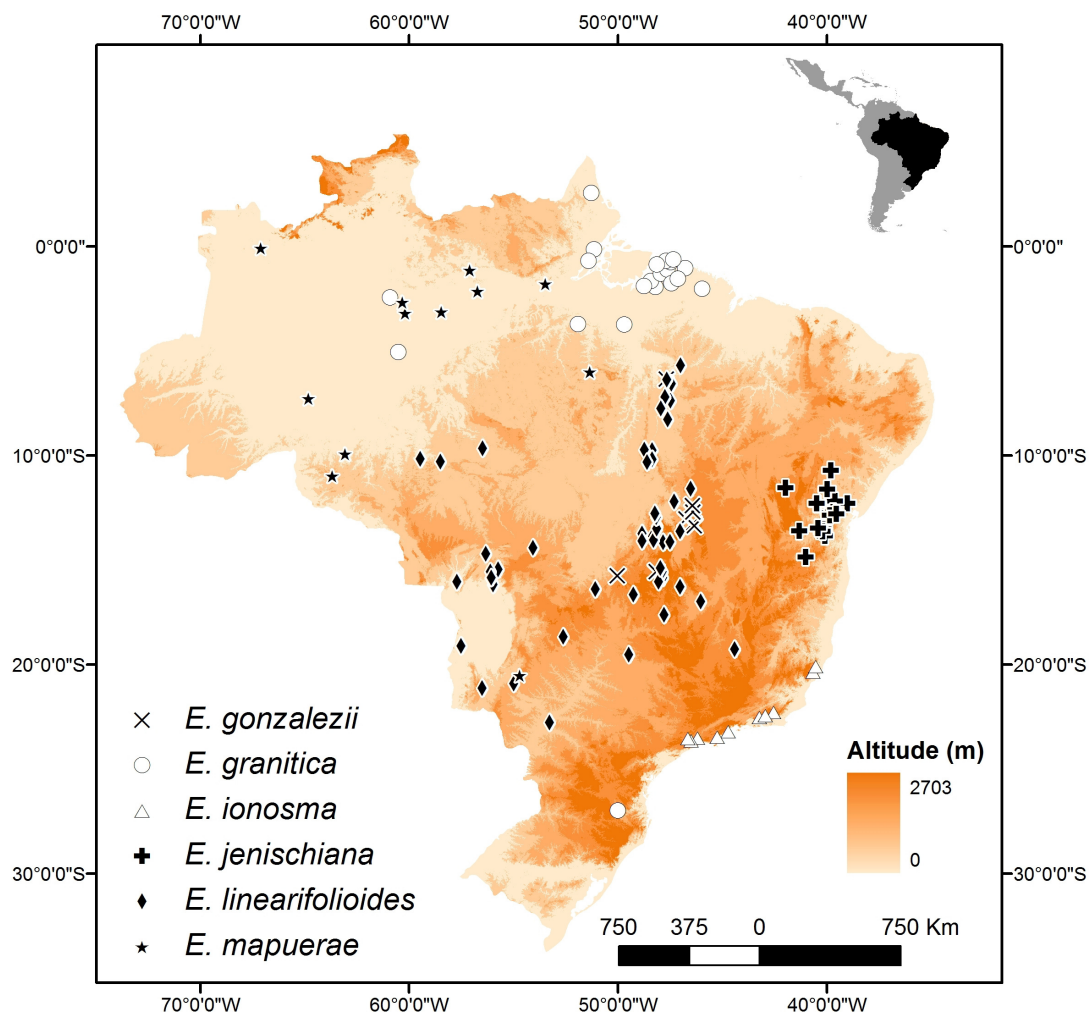 70°0'0"W 60°0'0"W 50°0'0"W 40°0'0"W
0°0'0" 0°0'0"
10°0'0"S 10°0'0"S
20°0'0"S 20°0'0"S
E. gonzalezii
E. granitica
E. ionosma
E. jenischiana
E. linearifolioides
E. mapuerae
Altitude (m)
2703
0
30°0'0"S 30°0'0"S
750 375 0 750 Km
70°0'0"W 60°0'0"W 50°0'0"W 40°0'0"W